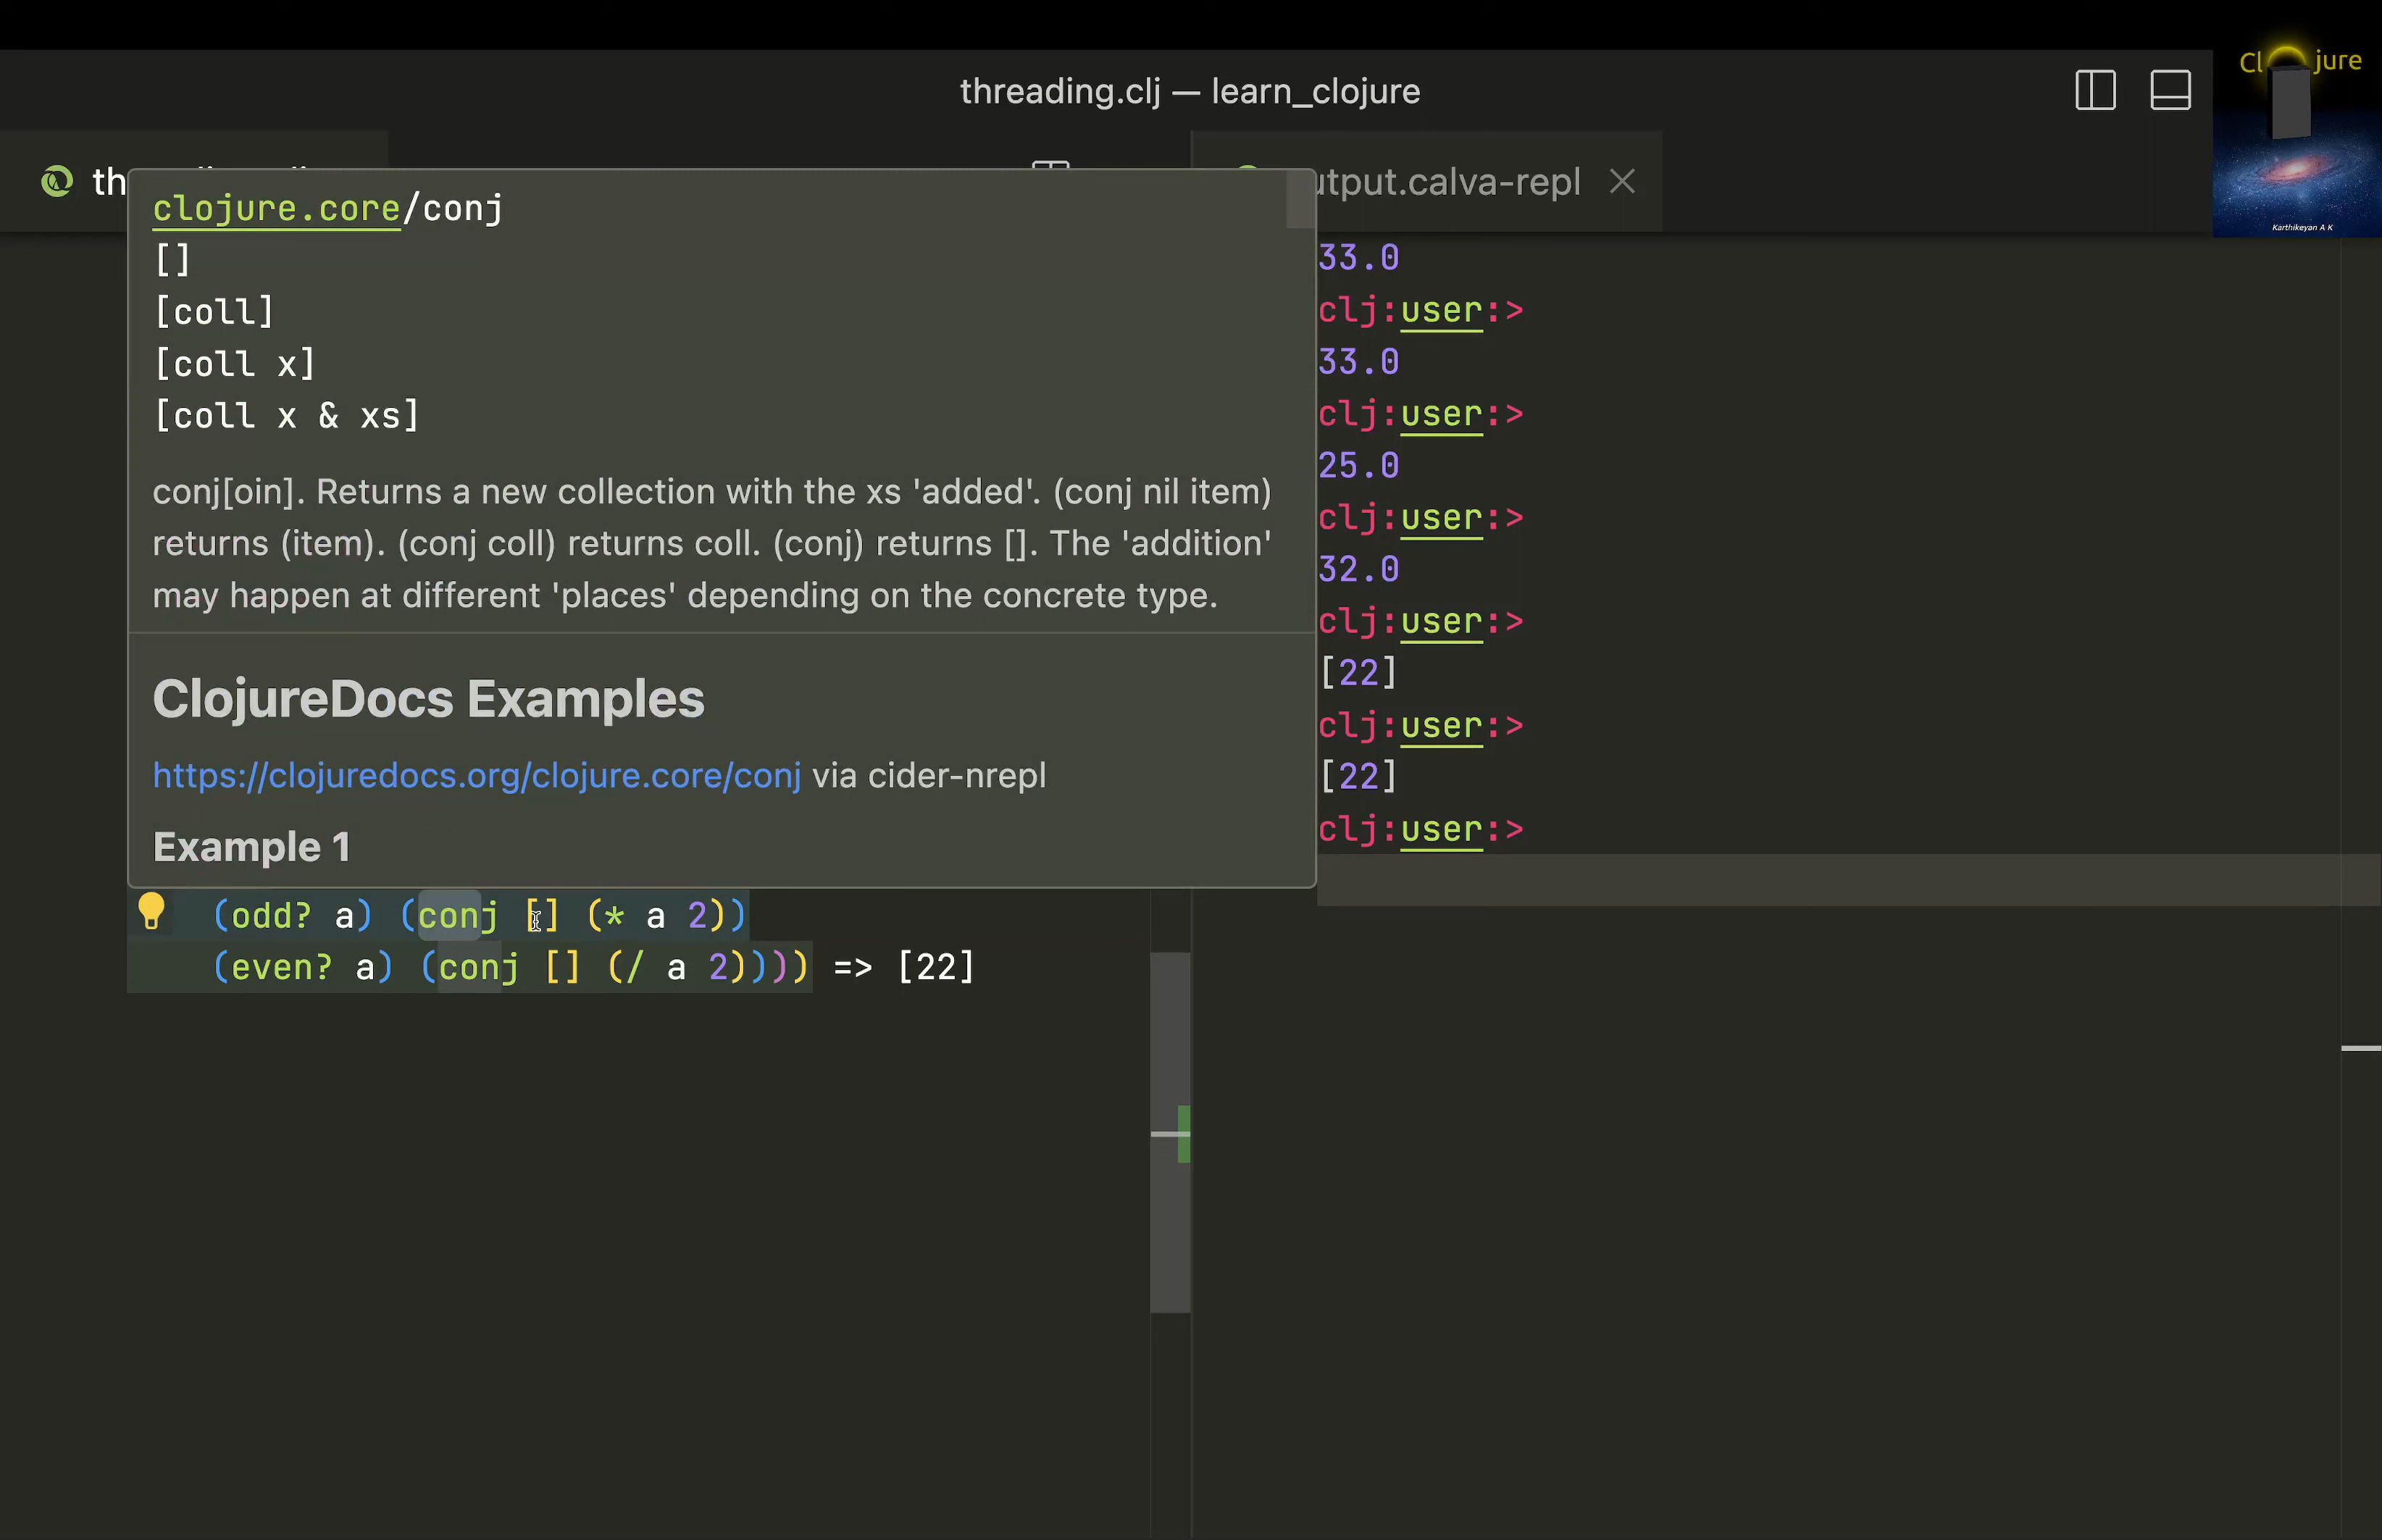 threading.clj — learn_clojure
Cl jure
Karthikeyan A K
th
utput.calva-repl
clojure.core/conj
[]
[coll]
[coll x]
[coll x & xs]
conj[oin]. Returns a new collection with the xs 'added'. (conj nil item)
returns (item). (conj coll) returns coll. (conj) returns []. The 'addition'
may happen at different 'places' depending on the concrete type.
ClojureDocs Examples
https://clojuredocs.org/clojure.core/conj via cider-nrepl
Example 1
(odd? a) (conj [] (* a 2))
(even? a) (conj [] (/ a 2)))) => [22]
33.0
clj:user:>
33.0
clj:user:>
25.0
clj:user:>
32.0
clj:user:>
[22]
clj:user:>
[22]
clj:user:>